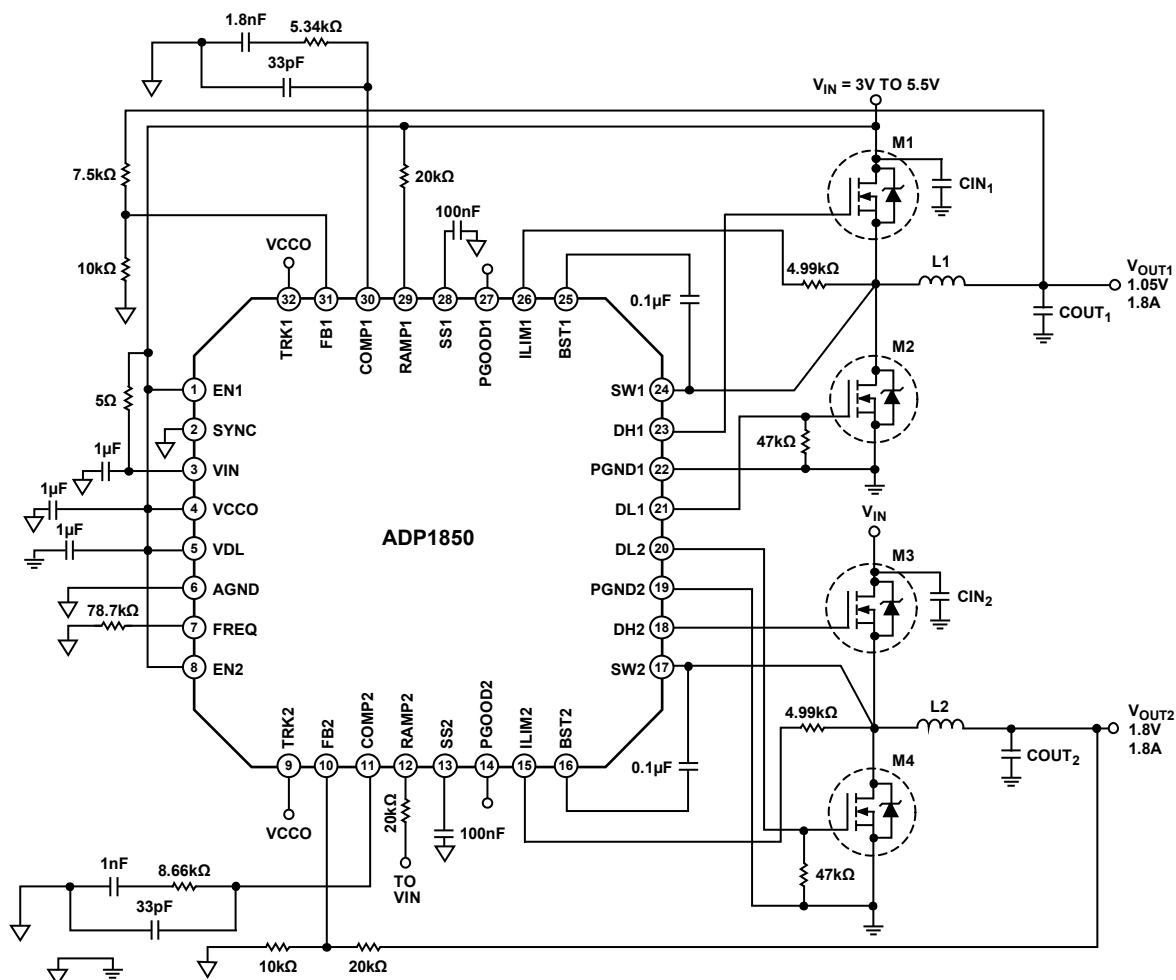 1.8nF
5.34kΩ
33pF
V_IN = 3V TO 5.5V
M1
7.5kΩ
20kΩ
CIN1
100nF
VCCO
10kΩ
4.99kΩ
L1
VOUT1
1.05V
1.8A
0.1µF
COUT1
32
31
30
29
28
27
26
25
TRK1
FB1
COMP1
RAMP1
SS1
PGOOD1
ILIM1
BST1
M2
5Ω
1 EN1
SW1 24
2 SYNC
DH1 23
47kΩ
1µF
3 VIN
PGND1 22
1µF
4 VCCO
DL1 21
VIN
1µF
5 VDL
ADP1850
DL2 20
M3
6 AGND
PGND2 19
CIN2
78.7kΩ
7 FREQ
DH2 18
8 EN2
SW2 17
TRK2
FB2
COMP2
RAMP2
SS2
PGOOD2
ILIM2
BST2
4.99kΩ
L2
VOUT2
1.8V
1.8A
9
10
11
12
13
14
15
16
0.1µF
M4
COUT2
VCCO
20kΩ
100nF
TO
VIN
47kΩ
1nF
8.66kΩ
33pF
10kΩ
20kΩ